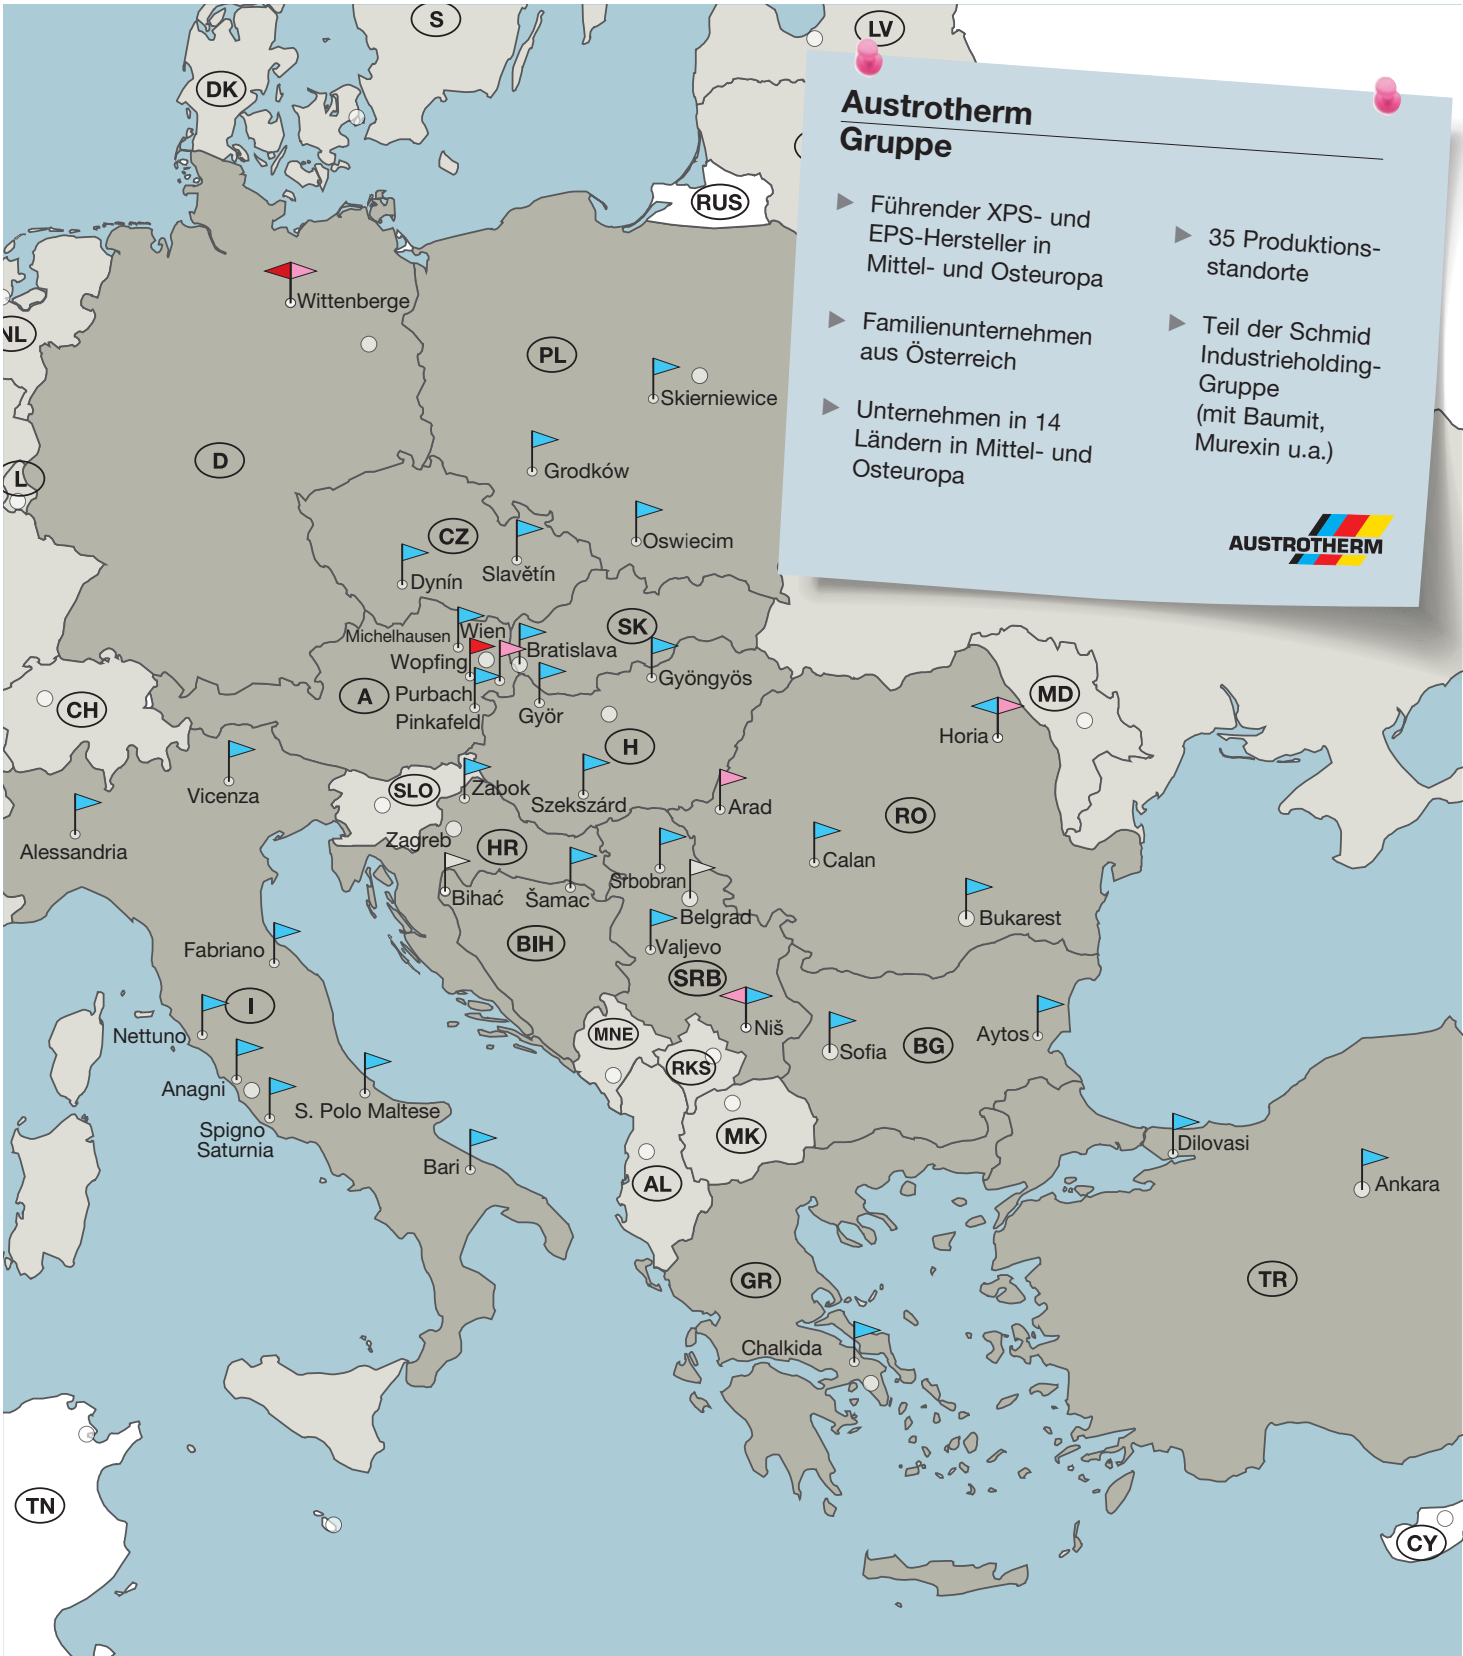 S
LV
DK
RUS
NL
L
D
PL
CZ
SK
A
CH
H
MD
SLO
HR
RO
BIH
SRB
I
MNE
RKS
BG
MK
AL
GR
TR
TN
CY
Austrotherm
Gruppe
Führender XPS- und
EPS-Hersteller in
Mittel- und Osteuropa
Familienunternehmen
aus Österreich
Unternehmen in 14
Ländern in Mittel- und
Osteuropa
35 Produktions-
standorte
Teil der Schmid
Industrieholding-
Gruppe
(mit Baumit,
Murexin u.a.)
AUSTROTHERM
Wittenberge
Skierniewice
Grodków
Oswiecim
Slavětín
Dynín
Michelhausen
Wien
Bratislava
Wopfing
Purbach
Pinkafeld
Györ
Gyöngyös
Horia
Vicenza
Zabok
Szekszárd
Arad
Alessandria
Zagreb
Calan
Bihać
Šamac
Srbobran
Belgrad
Bukarest
Fabriano
Valjevo
Nettuno
Niš
Sofia
Aytos
Anagni
S. Polo Maltese
Spigno
Saturnia
Bari
Dilovasi
Ankara
Chalkida